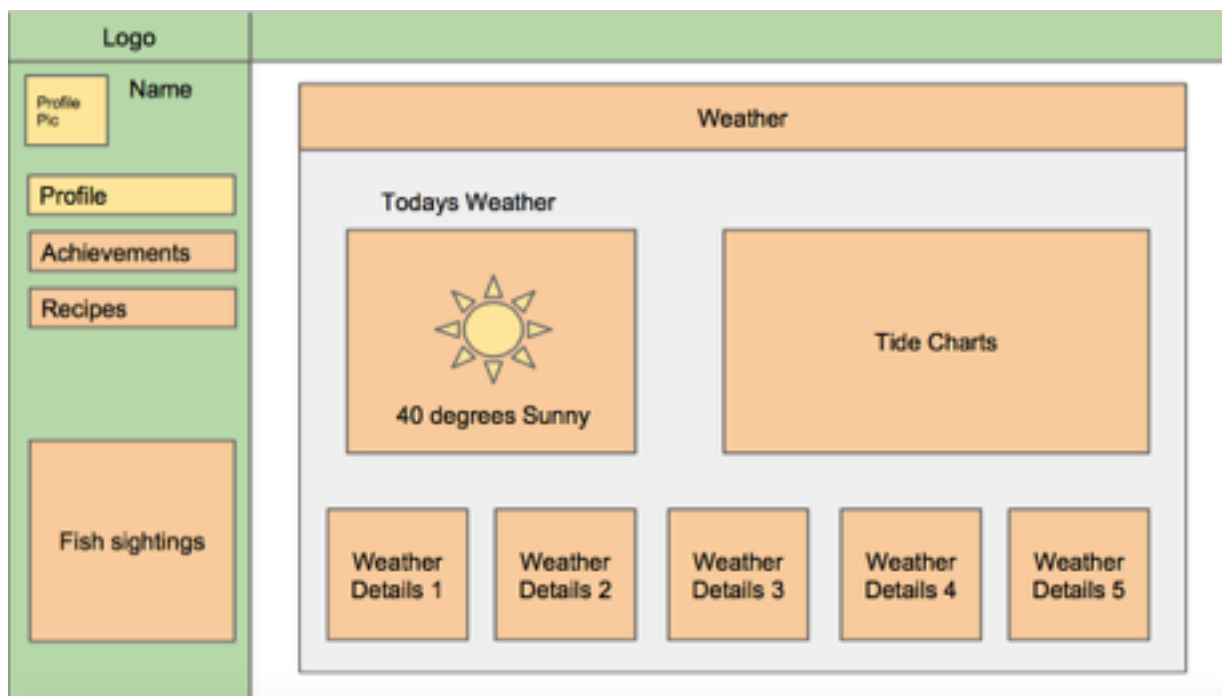 Logo
Profile
Pic
Name
Profile
Achievements
Recipes
Fish sightings
Weather
Todays Weather
40 degrees Sunny
Tide Charts
Weather
Details 1
Weather
Details 2
Weather
Details 3
Weather
Details 4
Weather
Details 5